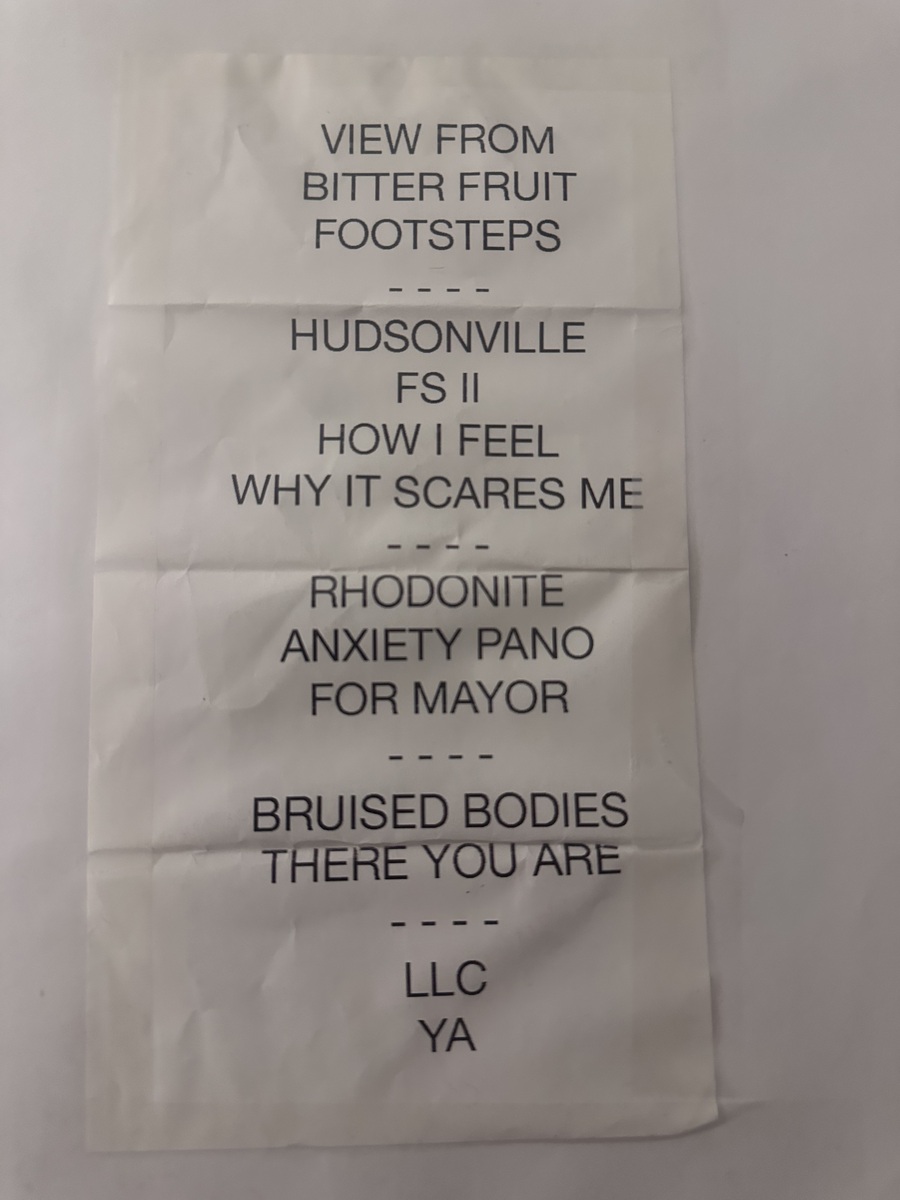 VIEW FROM
BITTER FRUIT
FOOTSTEPS
- - - -
HUDSONVILLE
FS II
HOW I FEEL
WHY IT SCARES ME
- - - -
RHODONITE
ANXIETY PANO
FOR MAYOR
- - - -
BRUISED BODIES
THERE YOU ARE
- - - -
LLC
YA